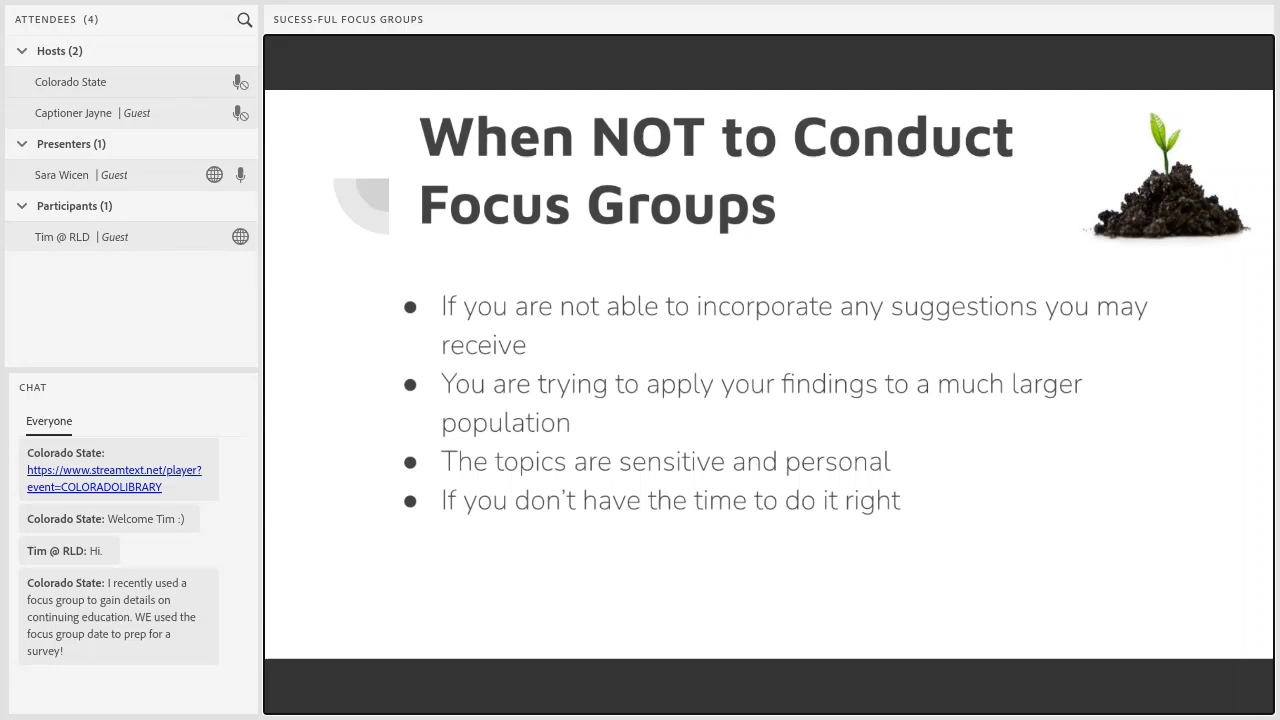 ATTENDEES (4)
Hosts (2)
Colorado State
Captioner Jayne | Guest
Presenters (1)
Sara Wicen | Guest
Participants (1)
Tim @ RLD | Guest
CHAT
Everyone
Colorado State:
https://www.streamtext.net/player?
event=COLORADOLIBRARY
Colorado State: Welcome Tim :)
Tim @ RLD: Hi.
Colorado State: I recently used a
focus group to gain details on
continuing education. WE used the
focus group date to prep for a
survey!
SUCESS-FUL FOCUS GROUPS
When NOT to Conduct
Focus Groups
● If you are not able to incorporate any suggestions you may
receive
● You are trying to apply your findings to a much larger
population
● The topics are sensitive and personal
● If you don't have the time to do it right